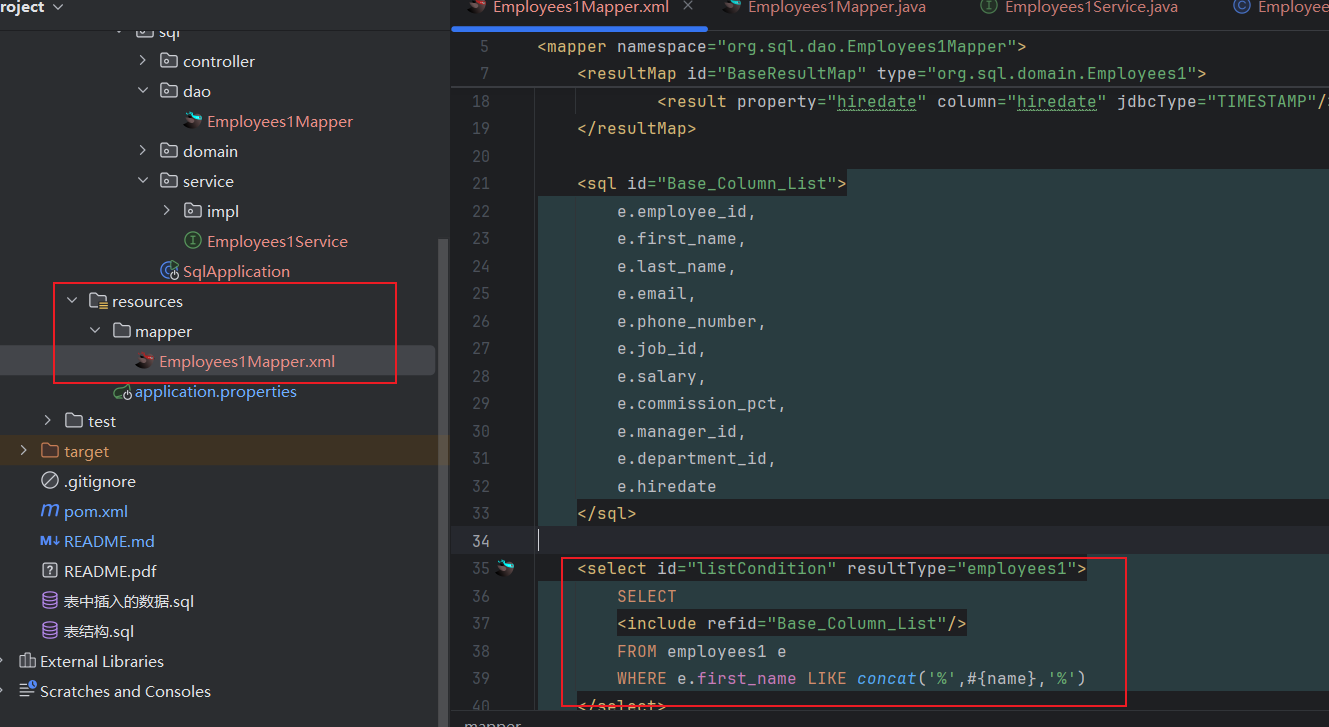 roject
Employees1Mapper.xml
Employees1Mapper.java
Employees1Service.java
Employee
sql
controller
dao
Employees1Mapper
domain
service
impl
Employees1Service
SqlApplication
resources
mapper
Employees1Mapper.xml
application.properties
test
target
.gitignore
pom.xml
README.md
README.pdf
表中插入的数据.sql
表结构.sql
External Libraries
Scratches and Consoles
5 <mapper namespace="org.sql.dao.Employees1Mapper">
7 <resultMap id="BaseResultMap" type="org.sql.domain.Employees1">
18 <result property="hiredate" column="hiredate" jdbcType="TIMESTAMP"/
19 </resultMap>
20
21 <sql id="Base_Column_List">
22 e.employee_id,
23 e.first_name,
24 e.last_name,
25 e.email,
26 e.phone_number,
27 e.job_id,
28 e.salary,
29 e.commission_pct,
30 e.manager_id,
31 e.department_id,
32 e.hiredate
33 </sql>
34
35 <select id="listCondition" resultType="employees1">
36 SELECT
37 <include refid="Base_Column_List"/>
38 FROM employees1 e
39 WHERE e.first_name LIKE concat('%',#{name},'%')
40 </select>
mapper